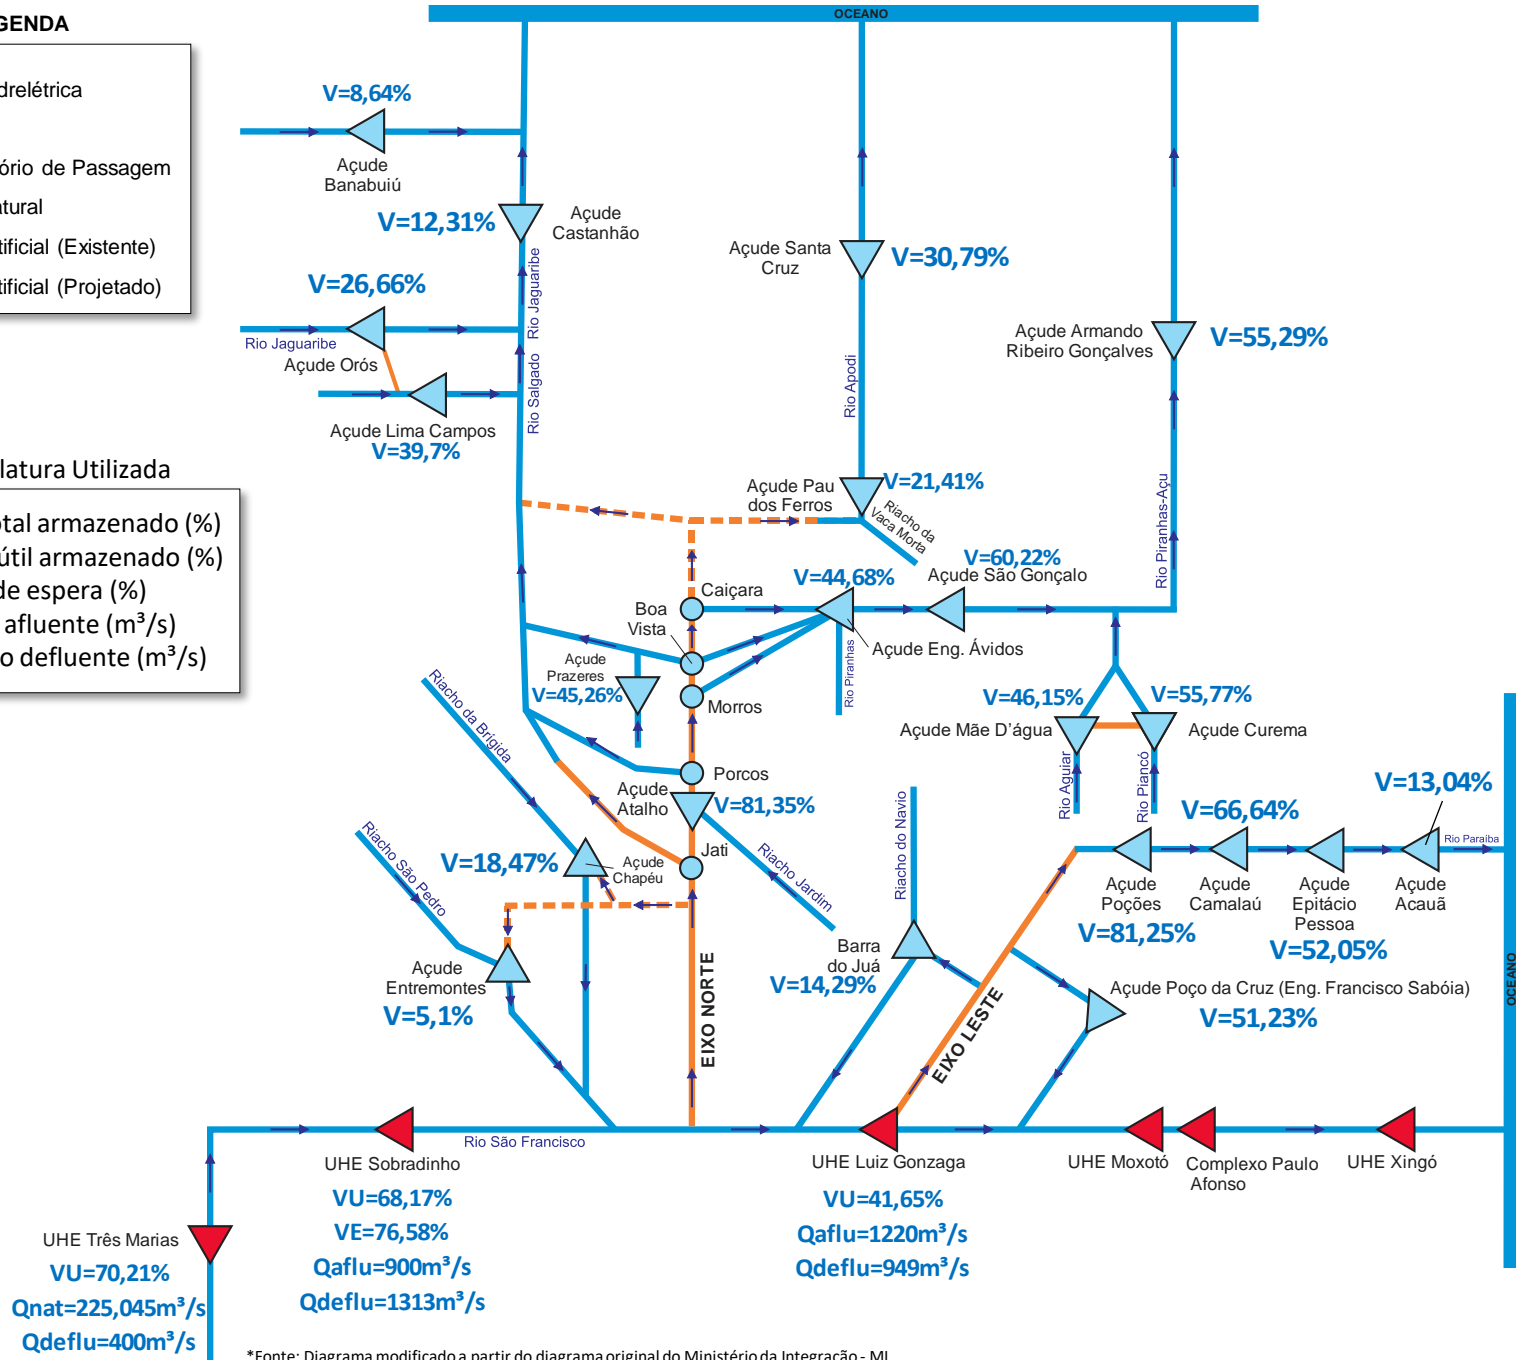 OCEANO
GENDA
drelétrica
ório de Passagem
atural
tificial (Existente)
tificial (Projetado)
V=8,64%
Açude
Banabuiú
V=12,31%
Açude
Castanhão
Rio Jaguaribe
V=26,66%
Rio Jaguaribe
Açude Orós
Açude Lima Campos
V=39,7%
Rio Salgado
Açude Santa
Cruz
V=30,79%
Rio Apodi
Açude Armando
Ribeiro Gonçalves
V=55,29%
Rio Piranhas-Açu
latura Utilizada
otal armazenado (%)
útil armazenado (%)
de espera (%)
afluente (m³/s)
o defluente (m³/s)
Açude Pau
dos Ferros
V=21,41%
Riacho da
Vaca Morta
V=60,22%
Açude São Gonçalo
V=44,68%
Açude Eng. Ávidos
Rio Piranhas
Caiçara
Boa
Vista
Morros
Açude
Prazeres
V=45,26%
Porcos
Açude
Atalho
V=81,35%
Jati
Riacho Jardim
Riacho da Brígida
Riacho São Pedro
V=18,47%
Açude
Chapéu
Açude
Entremontes
V=5,1%
EIXO NORTE
V=46,15%
V=55,77%
Açude Mãe D'água
Açude Curema
Rio Aguiar
Rio Piancó
V=13,04%
V=66,64%
Rio Paraíba
Açude
Poções
Açude
Camalaú
Açude
Epitácio
Pessoa
Açude
Acauã
V=81,25%
V=52,05%
Riacho do Navio
Barra
do Juá
V=14,29%
EIXO LESTE
Açude Poço da Cruz (Eng. Francisco Sabóia)
V=51,23%
OCEANO
Rio São Francisco
UHE Sobradinho
VU=68,17%
VE=76,58%
Qaflu=900m³/s
Qdeflu=1313m³/s
UHE Luiz Gonzaga
VU=41,65%
Qaflu=1220m³/s
Qdeflu=949m³/s
UHE Moxotó
Complexo Paulo
Afonso
UHE Xingó
UHE Três Marias
VU=70,21%
Qnat=225,045m³/s
Qdeflu=400m³/s
*Fonte: Diagrama modificado a partir do diagrama original do Ministério da Integração - MI